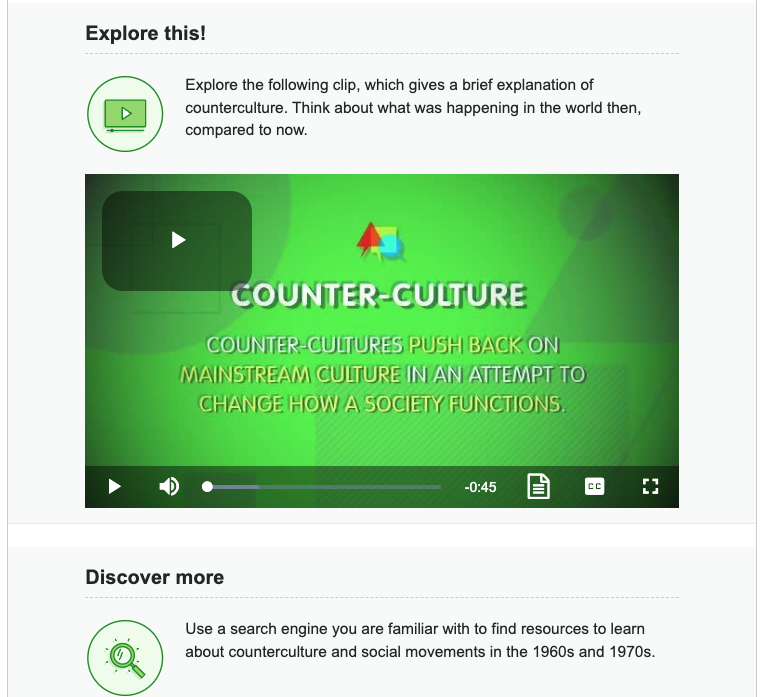 Explore this!
Explore the following clip, which gives a brief explanation of
counterculture. Think about what was happening in the world then,
compared to now.
COUNTER-CULTURE
COUNTER-CULTURES PUSH BACK ON
MAINSTREAM CULTURE IN AN ATTEMPT TO
CHANGE HOW A SOCIETY FUNCTIONS.
-0:45
CC
Discover more
Use a search engine you are familiar with to find resources to learn
about counterculture and social movements in the 1960s and 1970s.